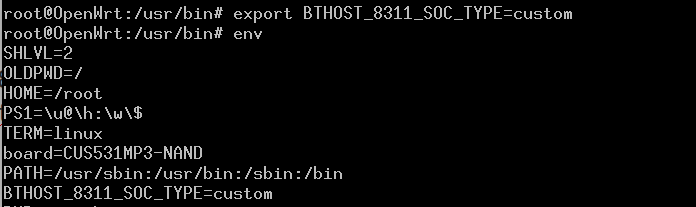 root@OpenWrt:/usr/bin# export BTHOST_8311_SOC_TYPE=custom
root@OpenWrt:/usr/bin# env
SHLVL=2
OLDPWD=/
HOME=/root
PS1=\u@\h:\w\$
TERM=linux
board=CUS531MP3-NAND
PATH=/usr/sbin:/usr/bin:/sbin:/bin
BTHOST_8311_SOC_TYPE=custom